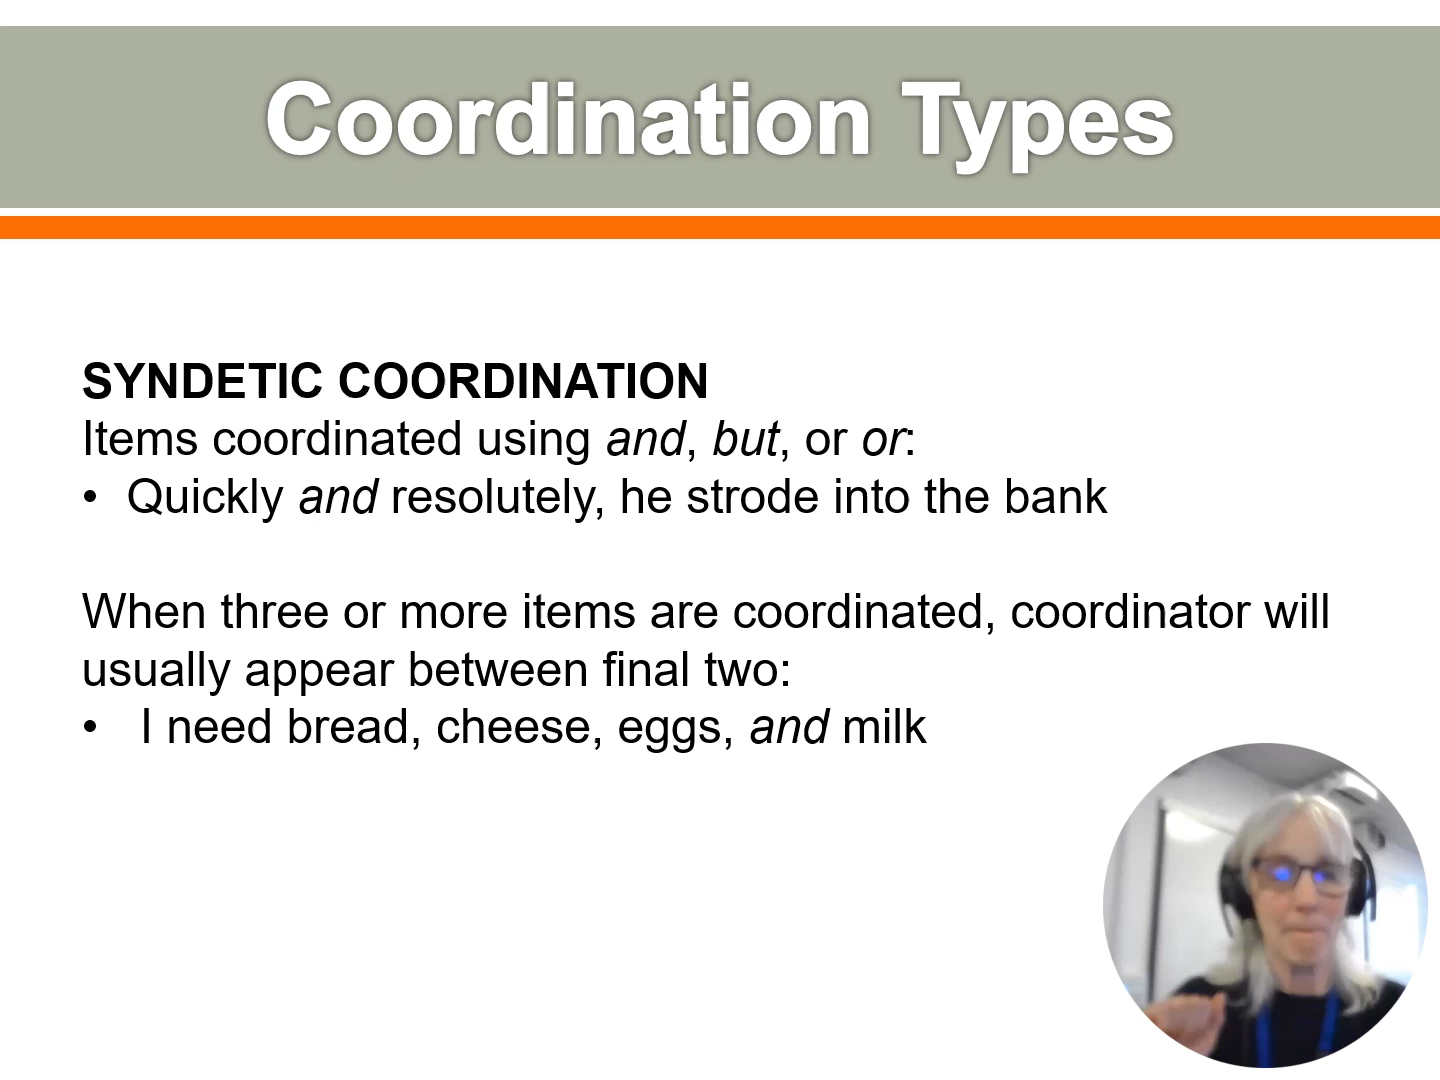 Coordination Types
SYNDETIC COORDINATION
Items coordinated using and, but, or or:
• Quickly and resolutely, he strode into the bank
When three or more items are coordinated, coordinator will
usually appear between final two:
• I need bread, cheese, eggs, and milk